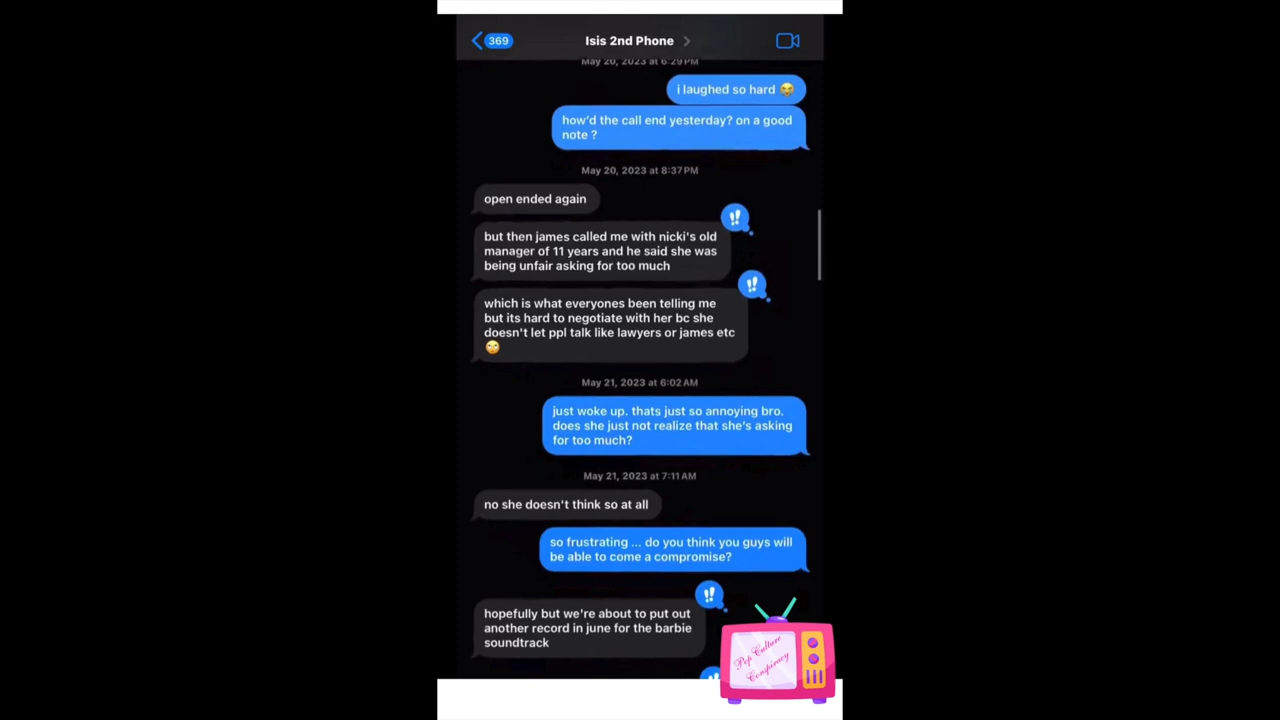 369
Isis 2nd Phone
May 20, 2023 at 6:29 PM
i laughed so hard 😭
how'd the call end yesterday? on a good
note ?
May 20, 2023 at 8:37 PM
open ended again
but then james called me with nicki's old
manager of 11 years and he said she was
being unfair asking for too much
which is what everyones been telling me
but its hard to negotiate with her bc she
doesn't let ppl talk like lawyers or james etc
🙄
May 21, 2023 at 6:02 AM
just woke up. thats just so annoying bro.
does she just not realize that she's asking
for too much?
May 21, 2023 at 7:11 AM
no she doesn't think so at all
so frustrating ... do you think you guys will
be able to come a compromise?
hopefully but we're about to put out
another record in june for the barbie
soundtrack
Pop Culture
Conspiracy